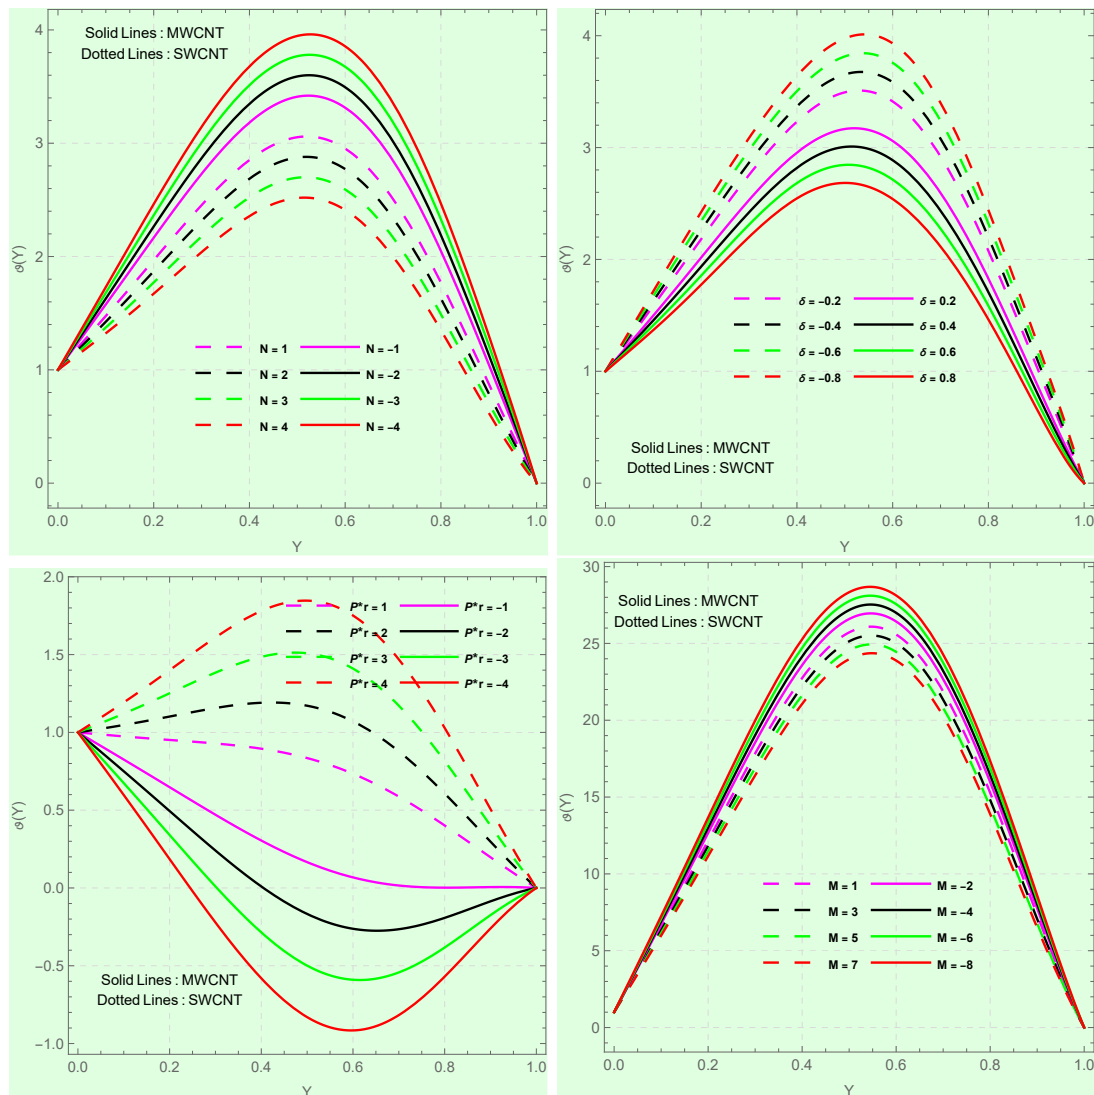 Solid Lines : MWCNT
Dotted Lines : SWCNT
4
3
2
1
0
ϑ(Y)
N = 1 N = -1
N = 2 N = -2
N = 3 N = -3
N = 4 N = -4
0.0 0.2 0.4 0.6 0.8 1.0
Y
4
3
2
1
0
ϑ(Y)
δ = -0.2 δ = 0.2
δ = -0.4 δ = 0.4
δ = -0.6 δ = 0.6
δ = -0.8 δ = 0.8
Solid Lines : MWCNT
Dotted Lines : SWCNT
0.0 0.2 0.4 0.6 0.8 1.0
Y
2.0
1.5
1.0
0.5
0.0
-0.5
-1.0
ϑ(Y)
P*r = 1 P*r = -1
P*r = 2 P*r = -2
P*r = 3 P*r = -3
P*r = 4 P*r = -4
Solid Lines : MWCNT
Dotted Lines : SWCNT
0.0 0.2 0.4 0.6 0.8 1.0
Y
30
25
20
15
10
5
0
ϑ(Y)
Solid Lines : MWCNT
Dotted Lines : SWCNT
M = 1 M = -2
M = 3 M = -4
M = 5 M = -6
M = 7 M = -8
0.0 0.2 0.4 0.6 0.8 1.0
Y